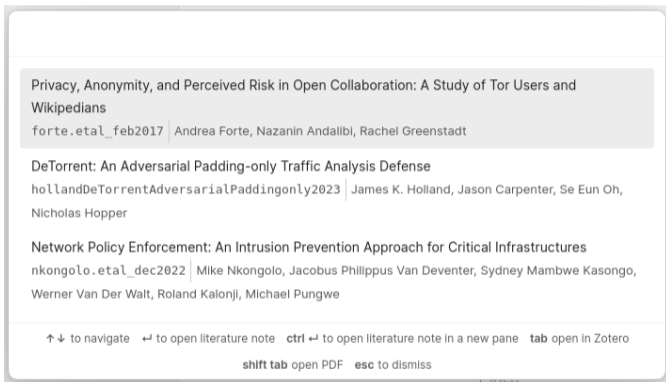 Privacy, Anonymity, and Perceived Risk in Open Collaboration: A Study of Tor Users and
Wikipedians
forte.etal_feb2017 Andrea Forte, Nazanin Andalibi, Rachel Greenstadt
DeTorrent: An Adversarial Padding-only Traffic Analysis Defense
hollandDeTorrentAdversarialPaddingonly2023 James K. Holland, Jason Carpenter, Se Eun Oh,
Nicholas Hopper
Network Policy Enforcement: An Intrusion Prevention Approach for Critical Infrastructures
nkongolo.etal_dec2022 Mike Nkongolo, Jacobus Philippus Van Deventer, Sydney Mambwe Kasongo,
Werner Van Der Walt, Roland Kalonji, Michael Pungwe
↑↓ to navigate ↵ to open literature note ctrl ↵ to open literature note in a new pane tab open in Zotero
shift tab open PDF esc to dismiss